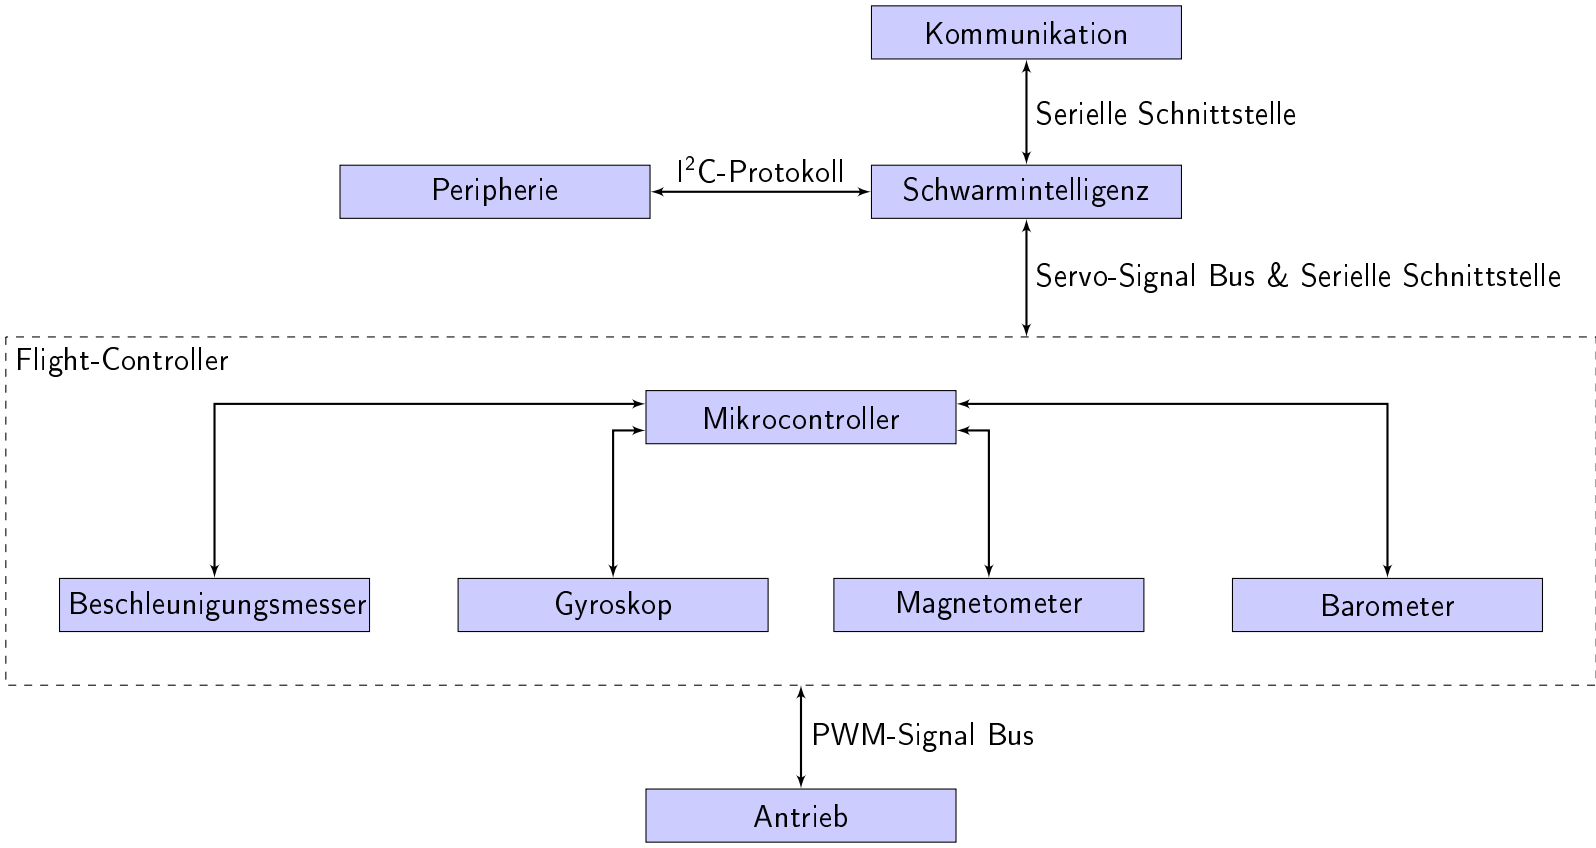 Kommunikation
Serielle Schnittstelle
I²C-Protokoll
Peripherie
Schwarmintelligenz
Servo-Signal Bus & Serielle Schnittstelle
Flight-Controller
Mikrocontroller
Beschleunigungsmesser
Gyroskop
Magnetometer
Barometer
PWM-Signal Bus
Antrieb